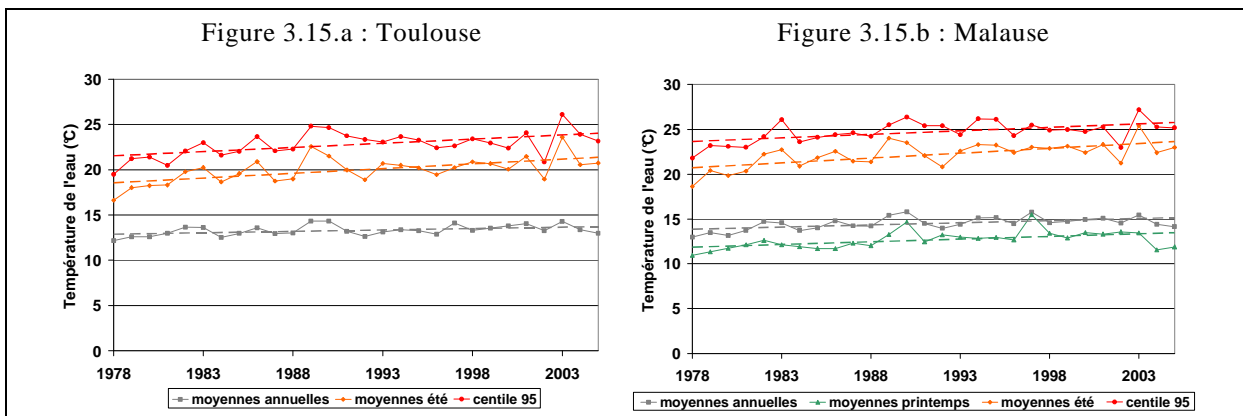 Figure 3.15.a : Toulouse
Température de l'eau (°C)
30
25
20
15
10
5
0
1978 1983 1988 1993 1998 2003
moyennes annuelles moyennes été centile 95
Figure 3.15.b : Malause
Température de l'eau (°C)
30
25
20
15
10
5
0
1978 1983 1988 1993 1998 2003
moyennes annuelles moyennes printemps moyennes été centile 95